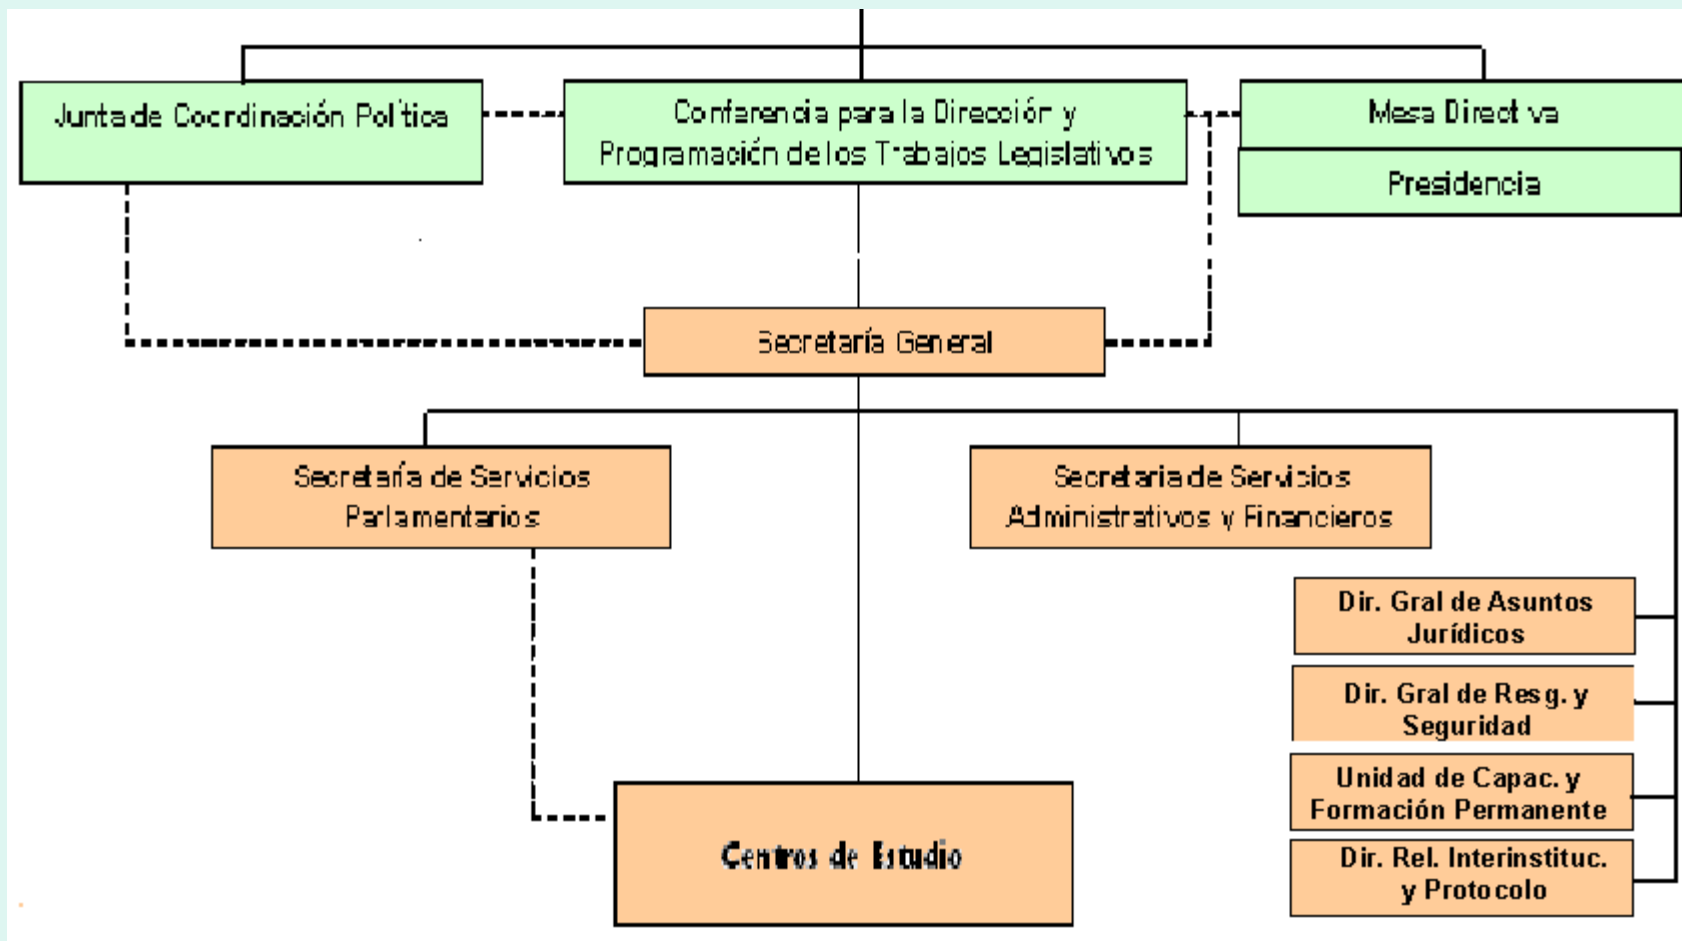 Junta de Coordinación Política
Conferencia para la Dirección y
Programación de los Trabajos Legislativos
Mesa Directiva
Presidencia
Secretaría General
Secretaría de Servicios
Parlamentarios
Secretaria de Servicios
Administrativos y Financieros
Dir. Gral de Asuntos
Jurídicos
Dir. Gral de Resg. y
Seguridad
Unidad de Capac. y
Formación Permanente
Dir. Rel. Interinstituc.
y Protocolo
Centros de Estudio